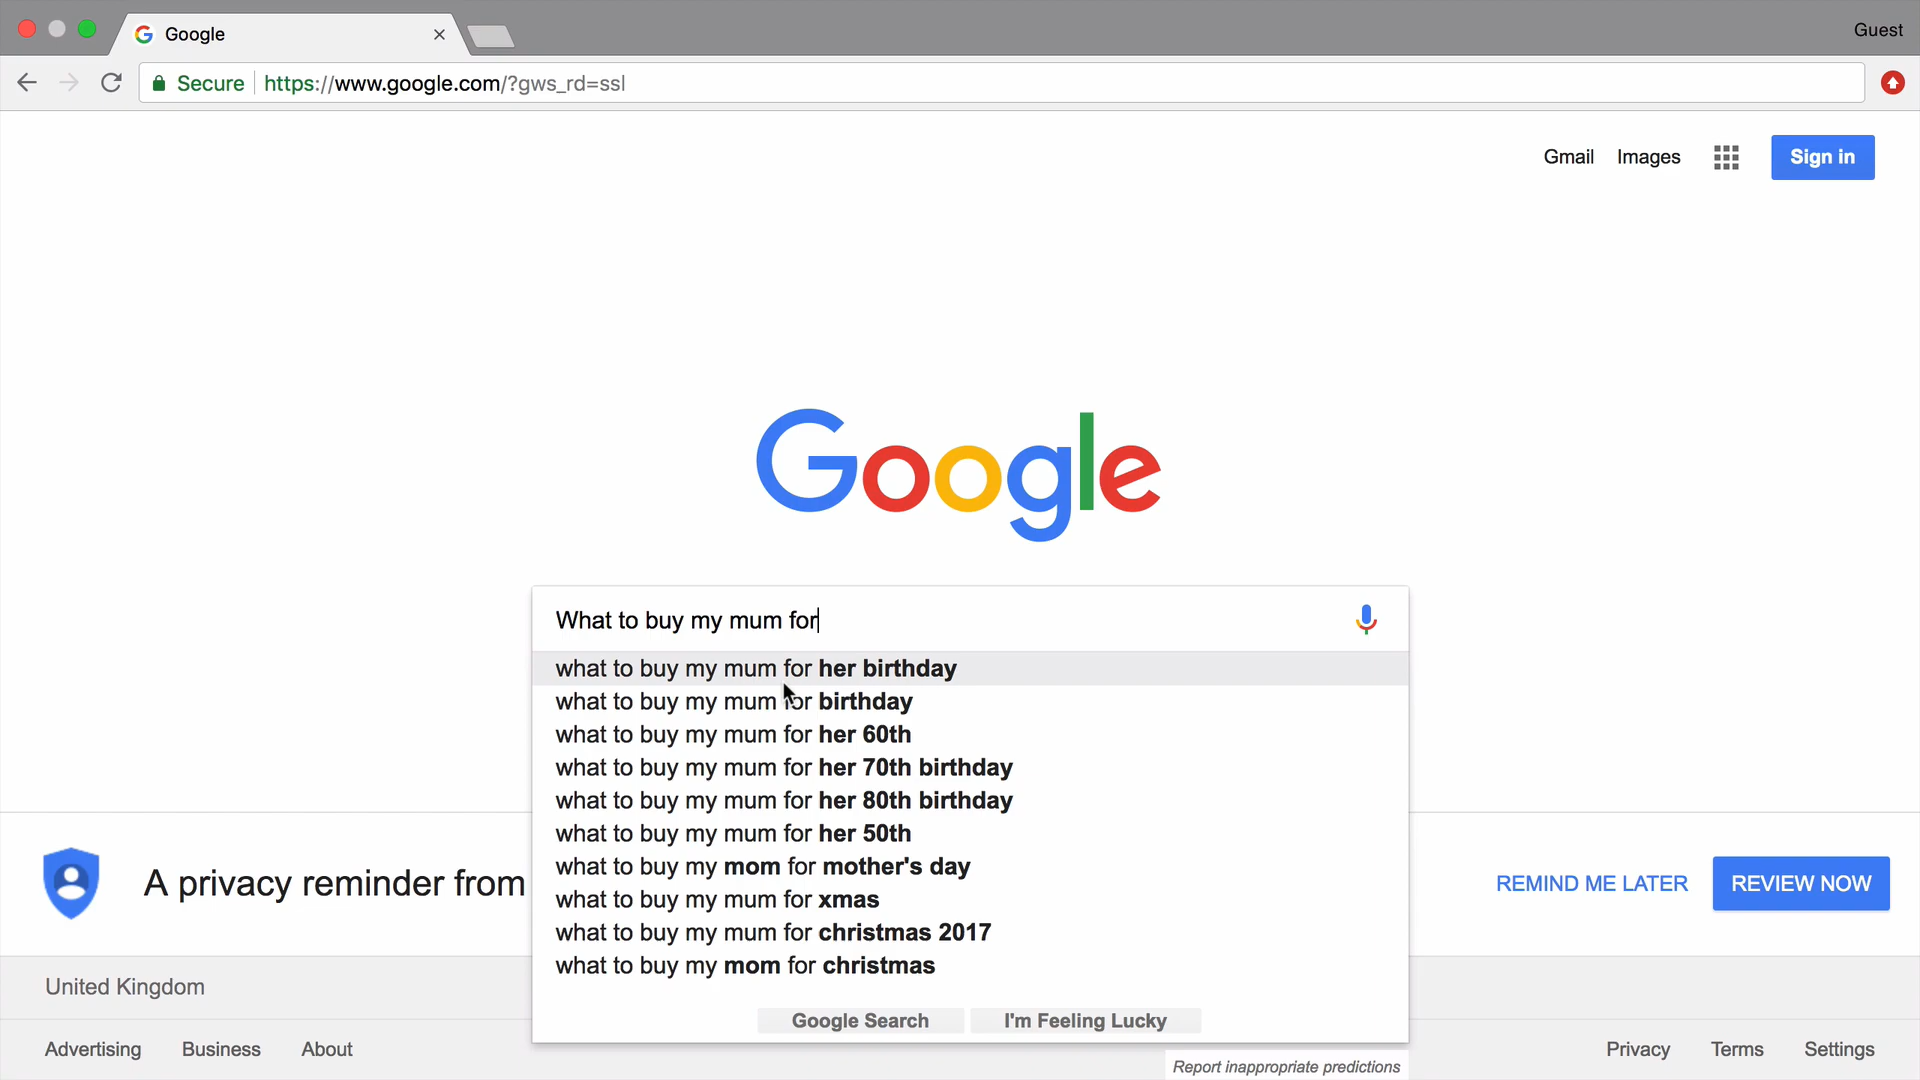 Google
Guest
Secure https://www.google.com/?gws_rd=ssl
Gmail Images Sign in
Google
What to buy my mum for
what to buy my mum for her birthday
what to buy my mum for birthday
what to buy my mum for her 60th
what to buy my mum for her 70th birthday
what to buy my mum for her 80th birthday
what to buy my mum for her 50th
what to buy my mom for mother's day
what to buy my mum for xmas
what to buy my mum for christmas 2017
what to buy my mom for christmas
Google Search I'm Feeling Lucky
Report inappropriate predictions
A privacy reminder from
REMIND ME LATER REVIEW NOW
United Kingdom
Advertising Business About
Privacy Terms Settings